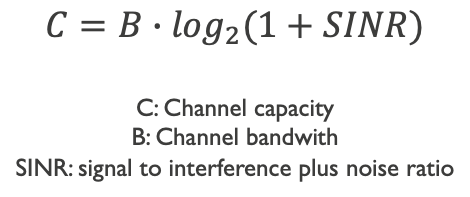 C = B · log₂(1 + SINR)
C: Channel capacity
B: Channel bandwith
SINR: signal to interference plus noise ratio